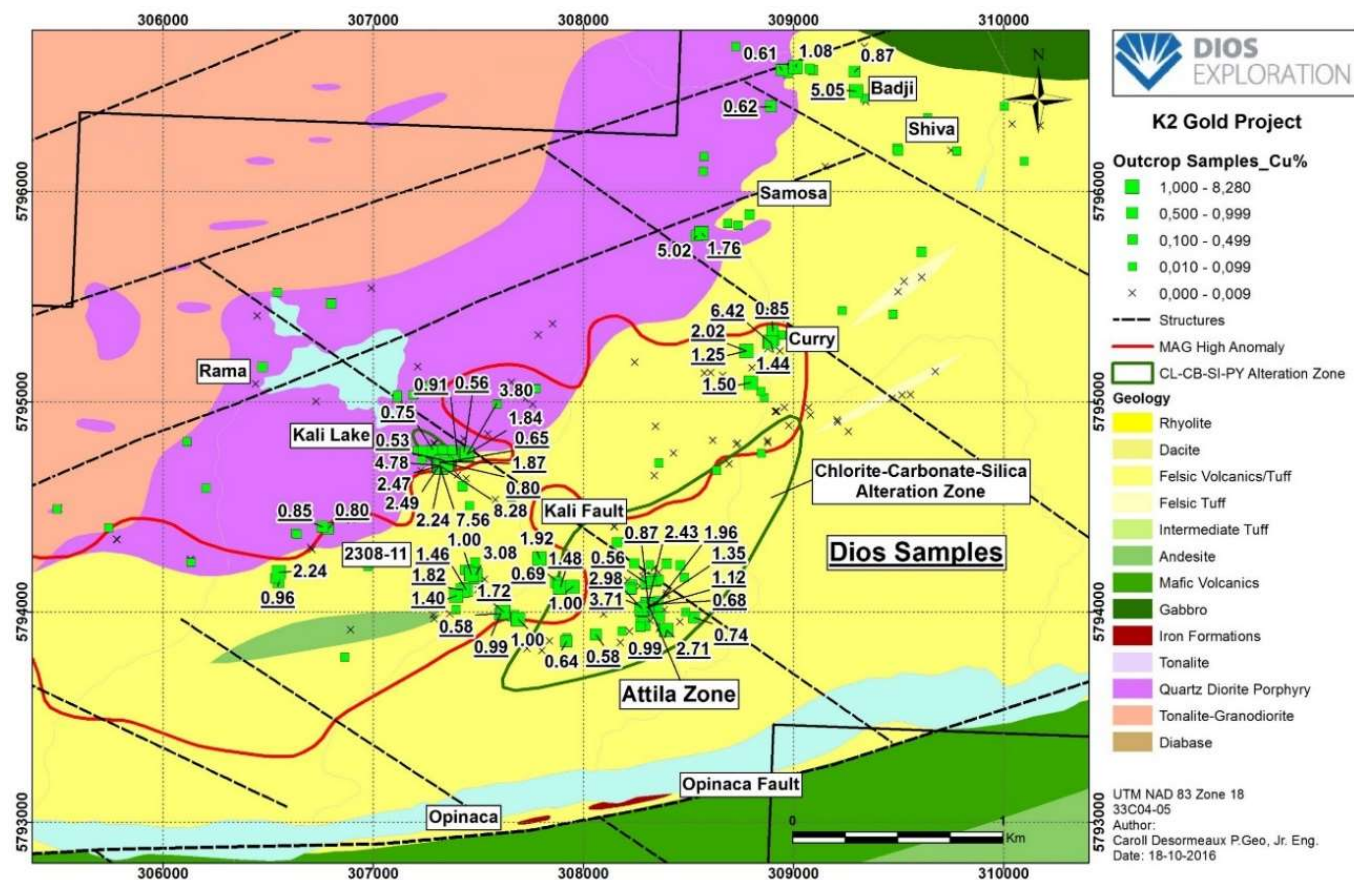 306000
307000
308000
309000
310000
0.61
1.08
0.87
Badji
5.05
0.62
Shiva
5796000
5796000
Samosa
5.02
1.76
6.42
0.85
2.02
Curry
1.25
1.44
1.50
Rama
5795000
5795000
0.91
0.56
3.80
0.75
1.84
Kali Lake
0.53
0.65
4.78
1.87
2.47
0.80
2.49
2.24
7.56
8.28
Chlorite-Carbonate-Silica
Alteration Zone
Kali Fault
0.85
0.80
2308-11
1.00
1.92
0.87
2.43
1.96
Dios Samples
1.46
3.08
1.48
0.56
1.35
2.24
1.82
0.69
2.98
1.12
0.96
1.40
1.72
1.00
3.71
0.68
5794000
5794000
0.58
0.99
1.00
0.64
0.58
0.99
2.71
0.74
Attila Zone
Opinaca Fault
Opinaca
5793000
5793000
0
1
Km
306000
307000
308000
309000
310000
N
DIOS
EXPLORATION
K2 Gold Project
Outcrop Samples_Cu%
1,000 - 8,280
0,500 - 0,999
0,100 - 0,499
0,010 - 0,099
0,000 - 0,009
Structures
MAG High Anomaly
CL-CB-SI-PY Alteration Zone
Geology
Rhyolite
Dacite
Felsic Volcanics/Tuff
Felsic Tuff
Intermediate Tuff
Andesite
Mafic Volcanics
Gabbro
Iron Formations
Tonalite
Quartz Diorite Porphyry
Tonalite-Granodiorite
Diabase
UTM NAD 83 Zone 18
33C04-05
Author:
Caroll Desormeaux P.Geo, Jr. Eng.
Date: 18-10-2016